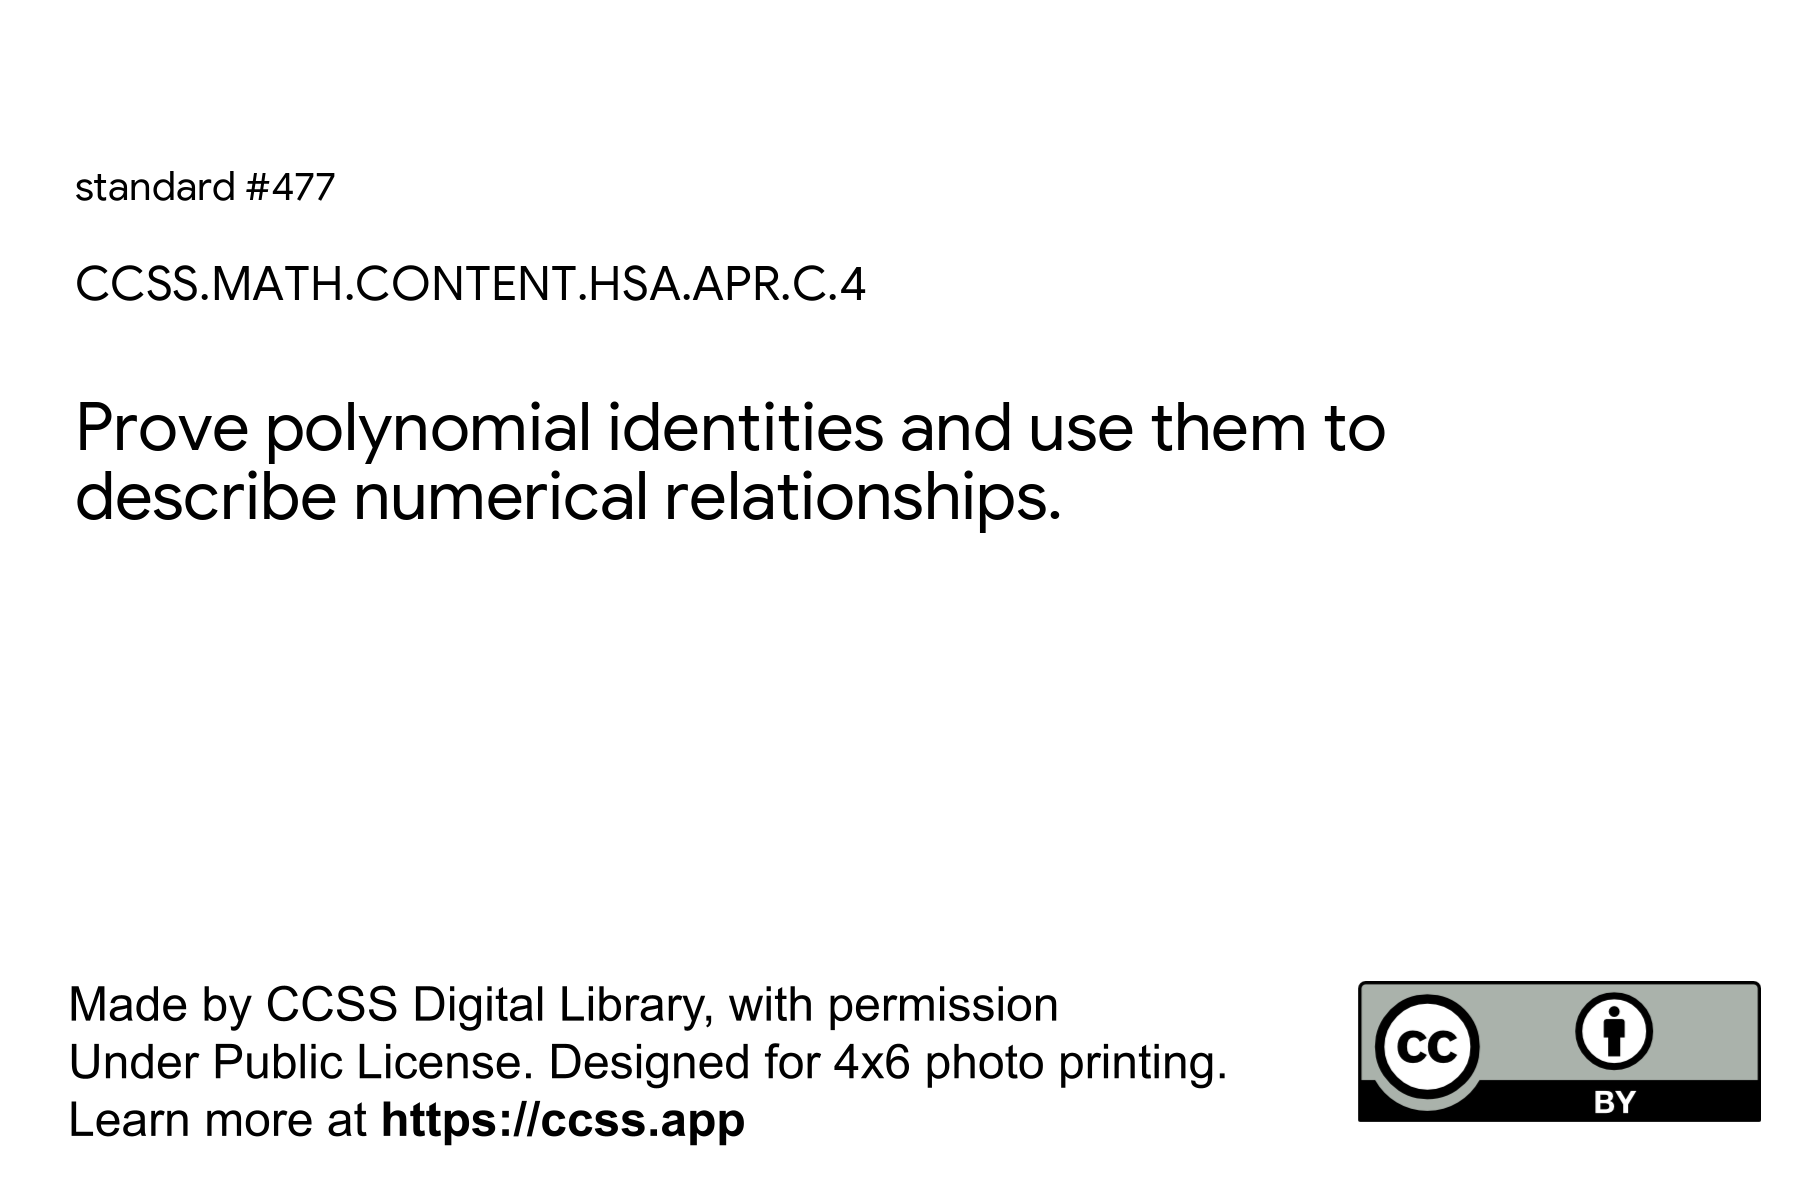 standard #477
CCSS.MATH.CONTENT.HSA.APR.C.4
Prove polynomial identities and use them to
describe numerical relationships.
Made by CCSS Digital Library, with permission
Under Public License. Designed for 4x6 photo printing.
Learn more at https://ccss.app
CC
BY